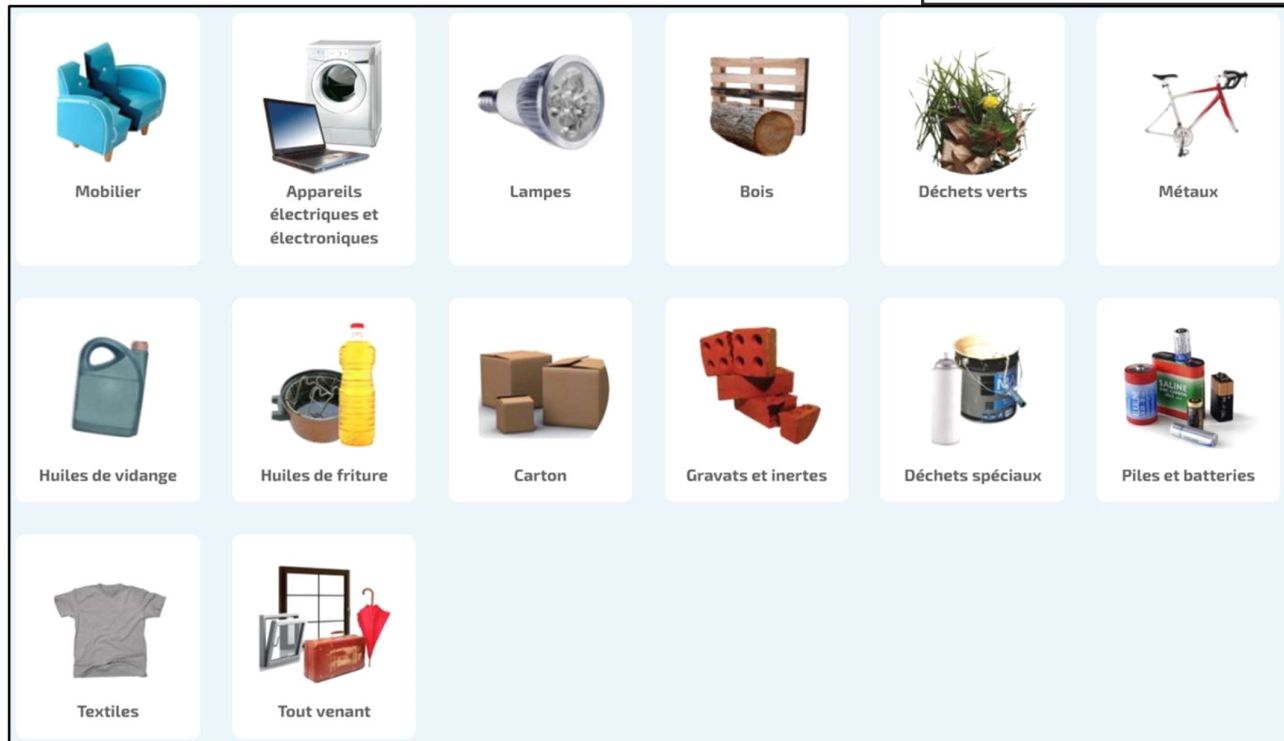 Mobilier
Appareils
électriques et
électroniques
Lampes
Bois
Déchets verts
Métaux
Huiles de vidange
Huiles de friture
Carton
Gravats et inertes
SALINE
Déchets spéciaux
Piles et batteries
Textiles
Tout venant